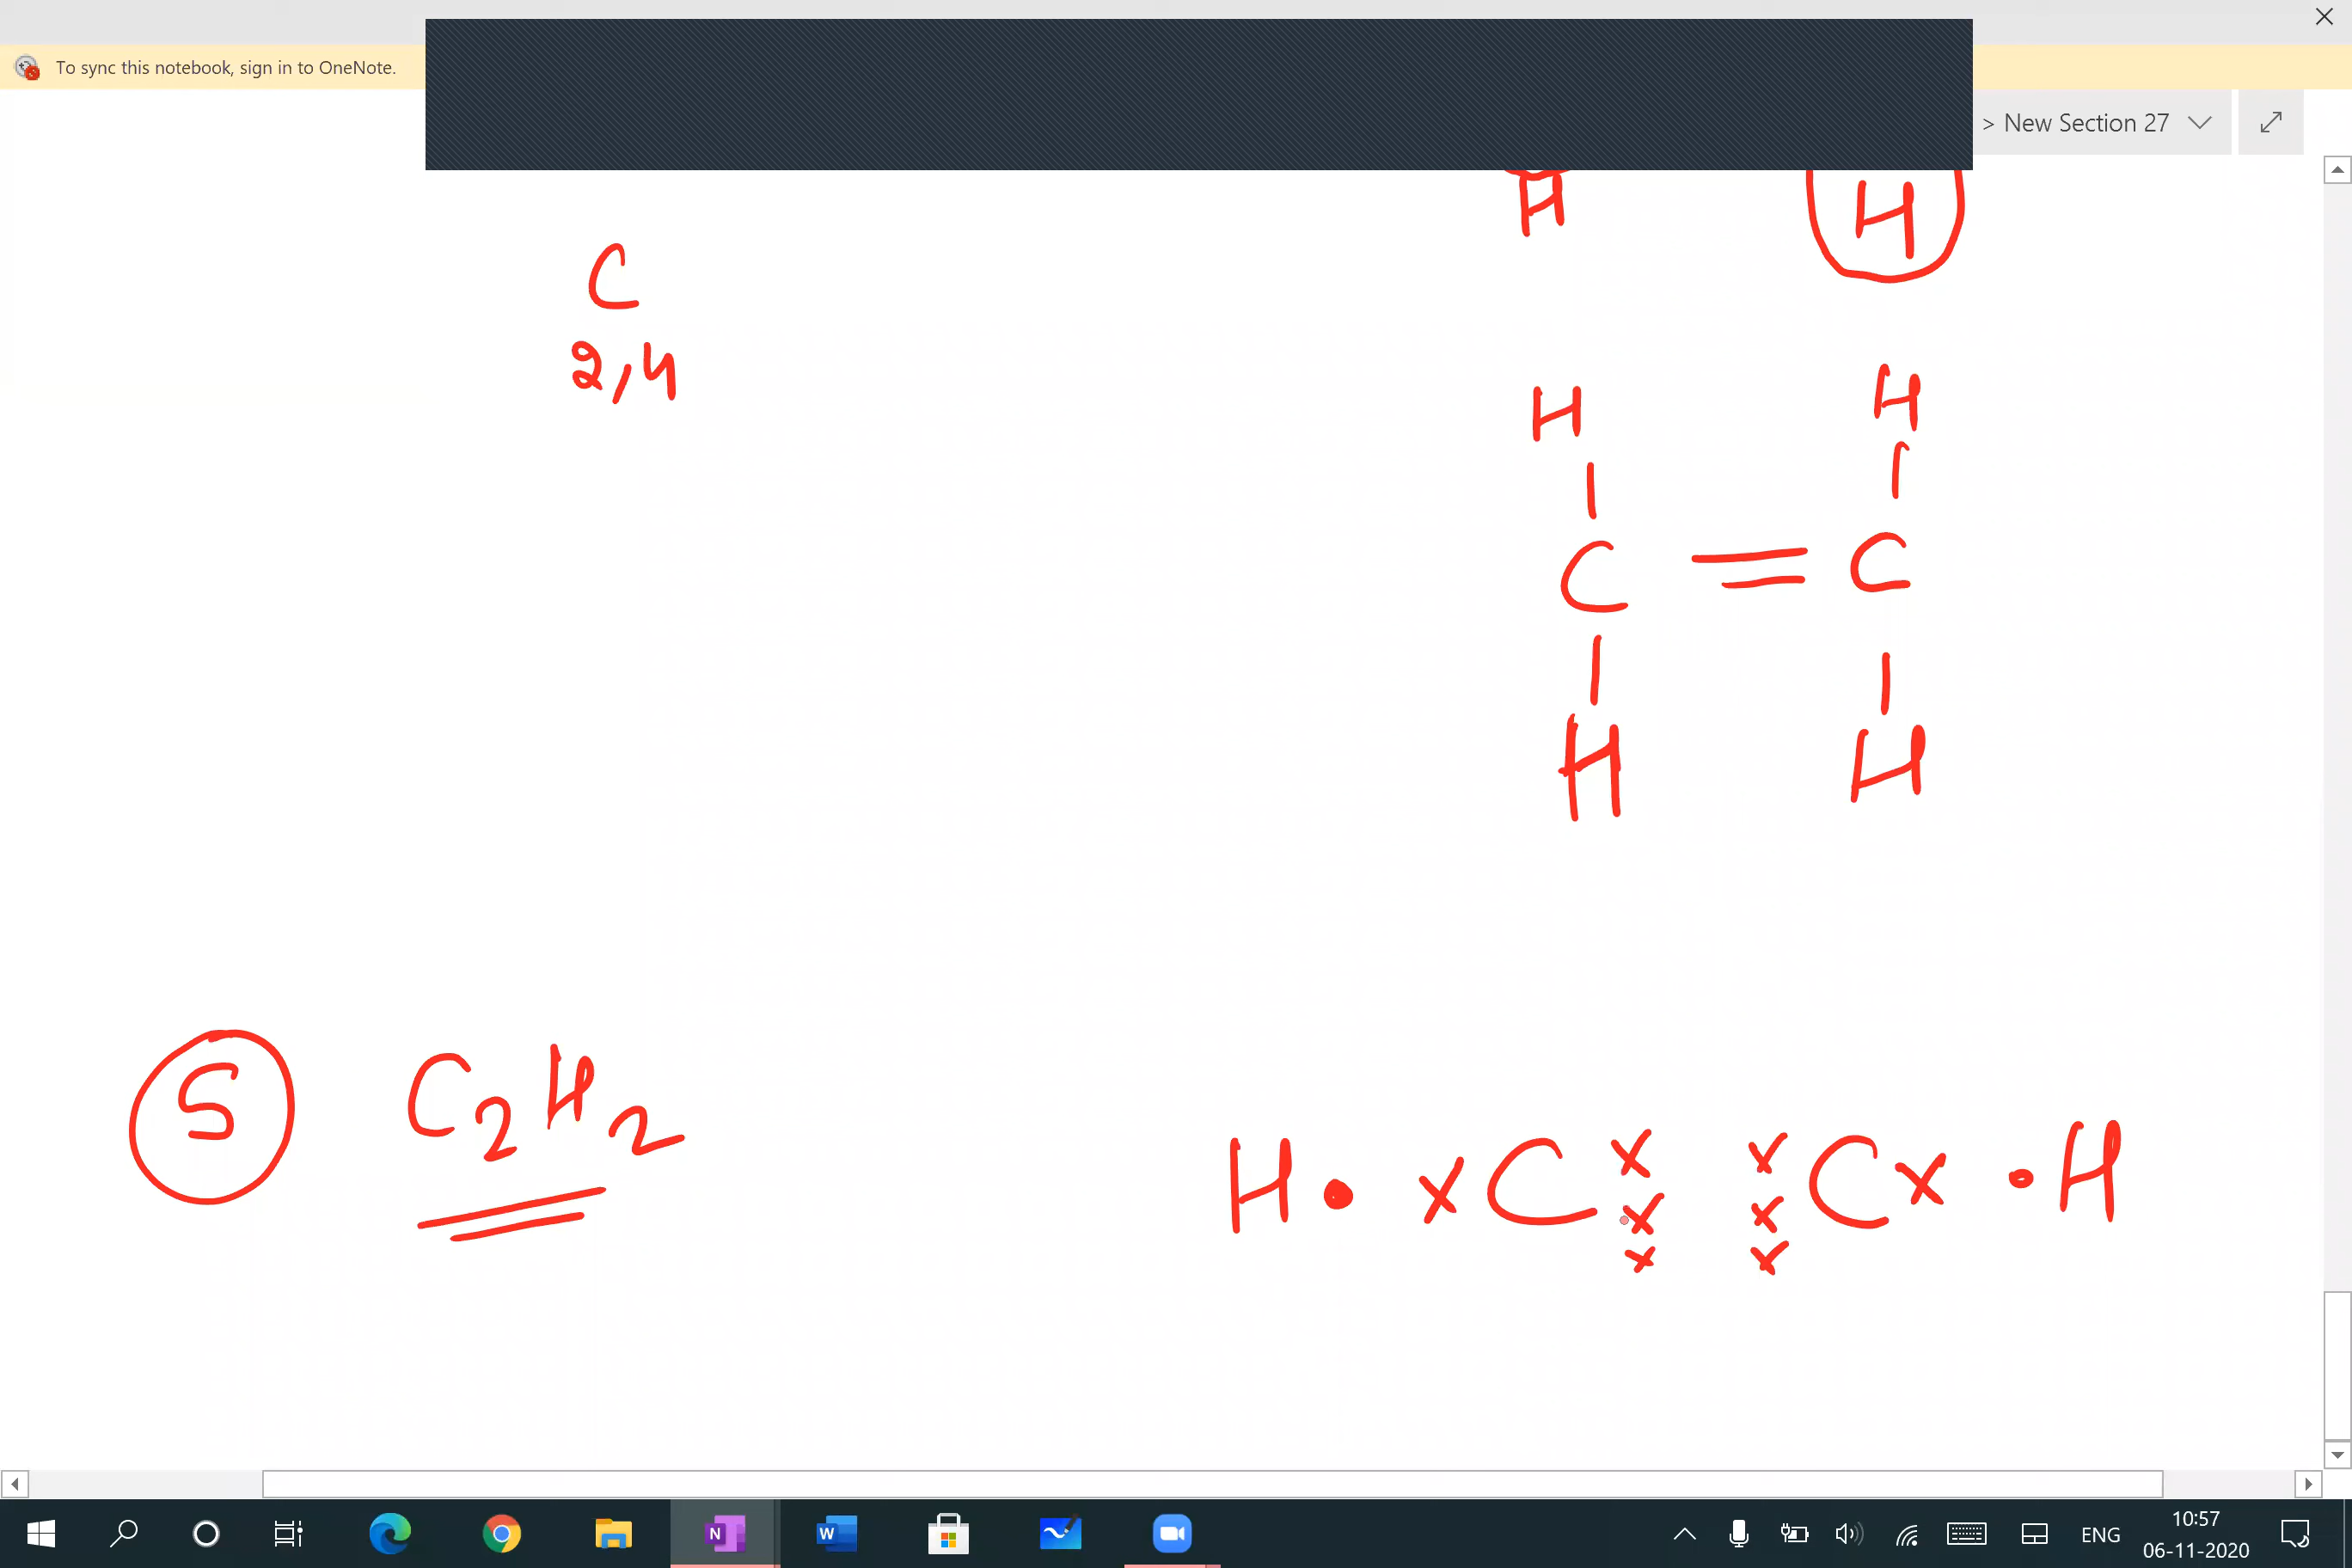 To sync this notebook, sign in to OneNote.
> New Section 27
H H
C
2,4
H H
C = C
H H
5 C2H2
H • x C x x x x x x C x • H
ENG
10:57
06-11-2020